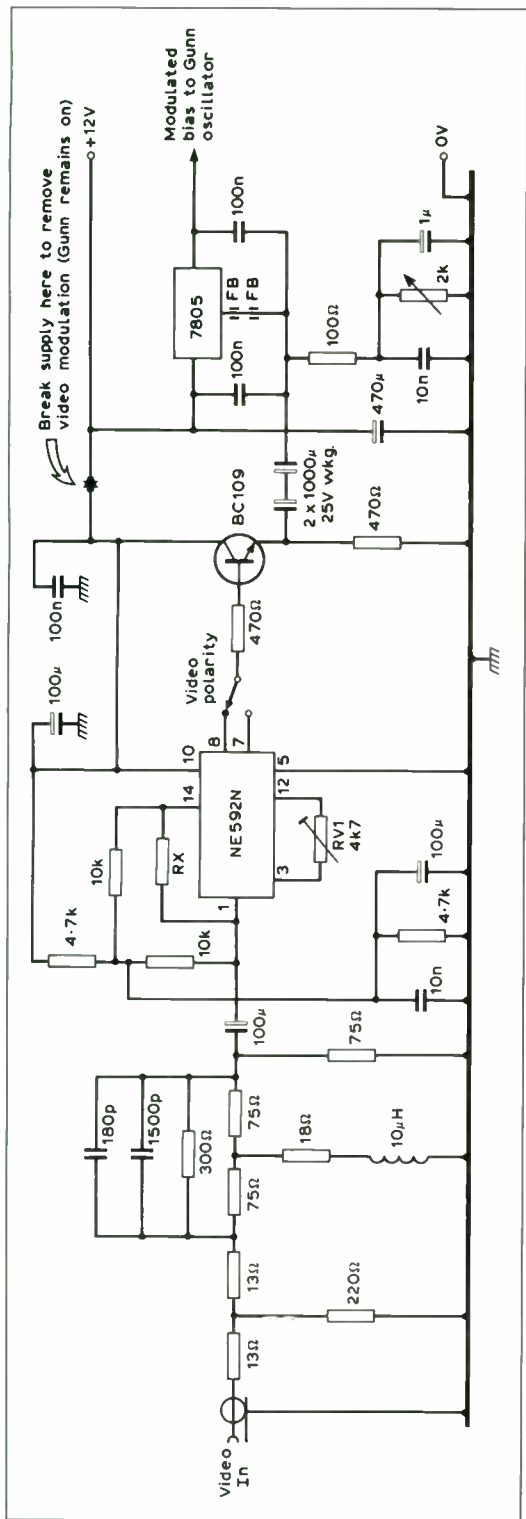 Break supply here to remove
video modulation (Gunn remains on)
+12V
Modulated
bias to Gunn
oscillator
100µ
100n
7805
FB
FB
100n
100n
BC109
2 x 1000µ
25V wkg.
100Ω
470µ
10n
2k
1µ
0V
470Ω
470Ω
Video
polarity
8
7
10
14
5
12
1
3
NE592N
RV1
4k7
RX
10k
10k
4·7k
100µ
100µ
4·7k
10n
75Ω
180p
1500p
300Ω
75Ω
75Ω
18Ω
10µH
13Ω
13Ω
220Ω
Video
In